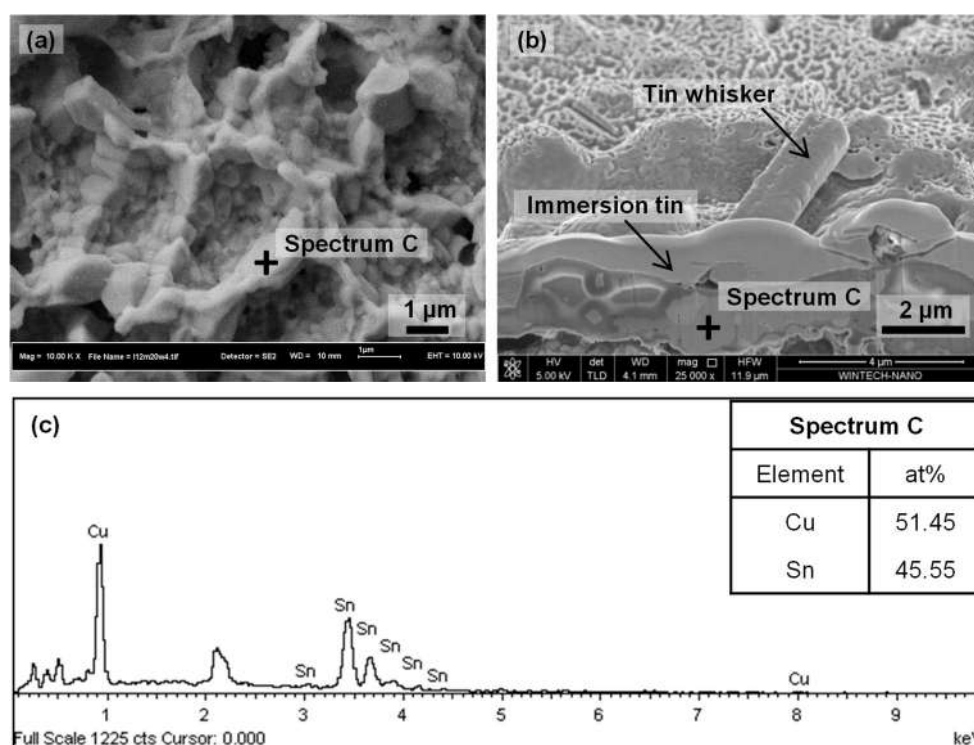 (a)
Spectrum C
1 µm
Mag = 10.00 K X File Name = I12m20w4.tif Detector = SE2 WD = 10 mm 1µm EHT = 10.00 kV
(b)
Tin whisker
Immersion tin
Spectrum C
2 µm
HV det WD mag HFW 4 µm
5.00 kV TLD 4.1 mm 25 000 x 11.9 µm WINTECH-NANO
(c)
Spectrum C
Element at%
Cu 51.45
Sn 45.55
Cu
Sn
Sn
Sn
Sn
Sn
Sn
Cu
1 2 3 4 5 6 7 8 9
Full Scale 1225 cts Cursor: 0.000 keV